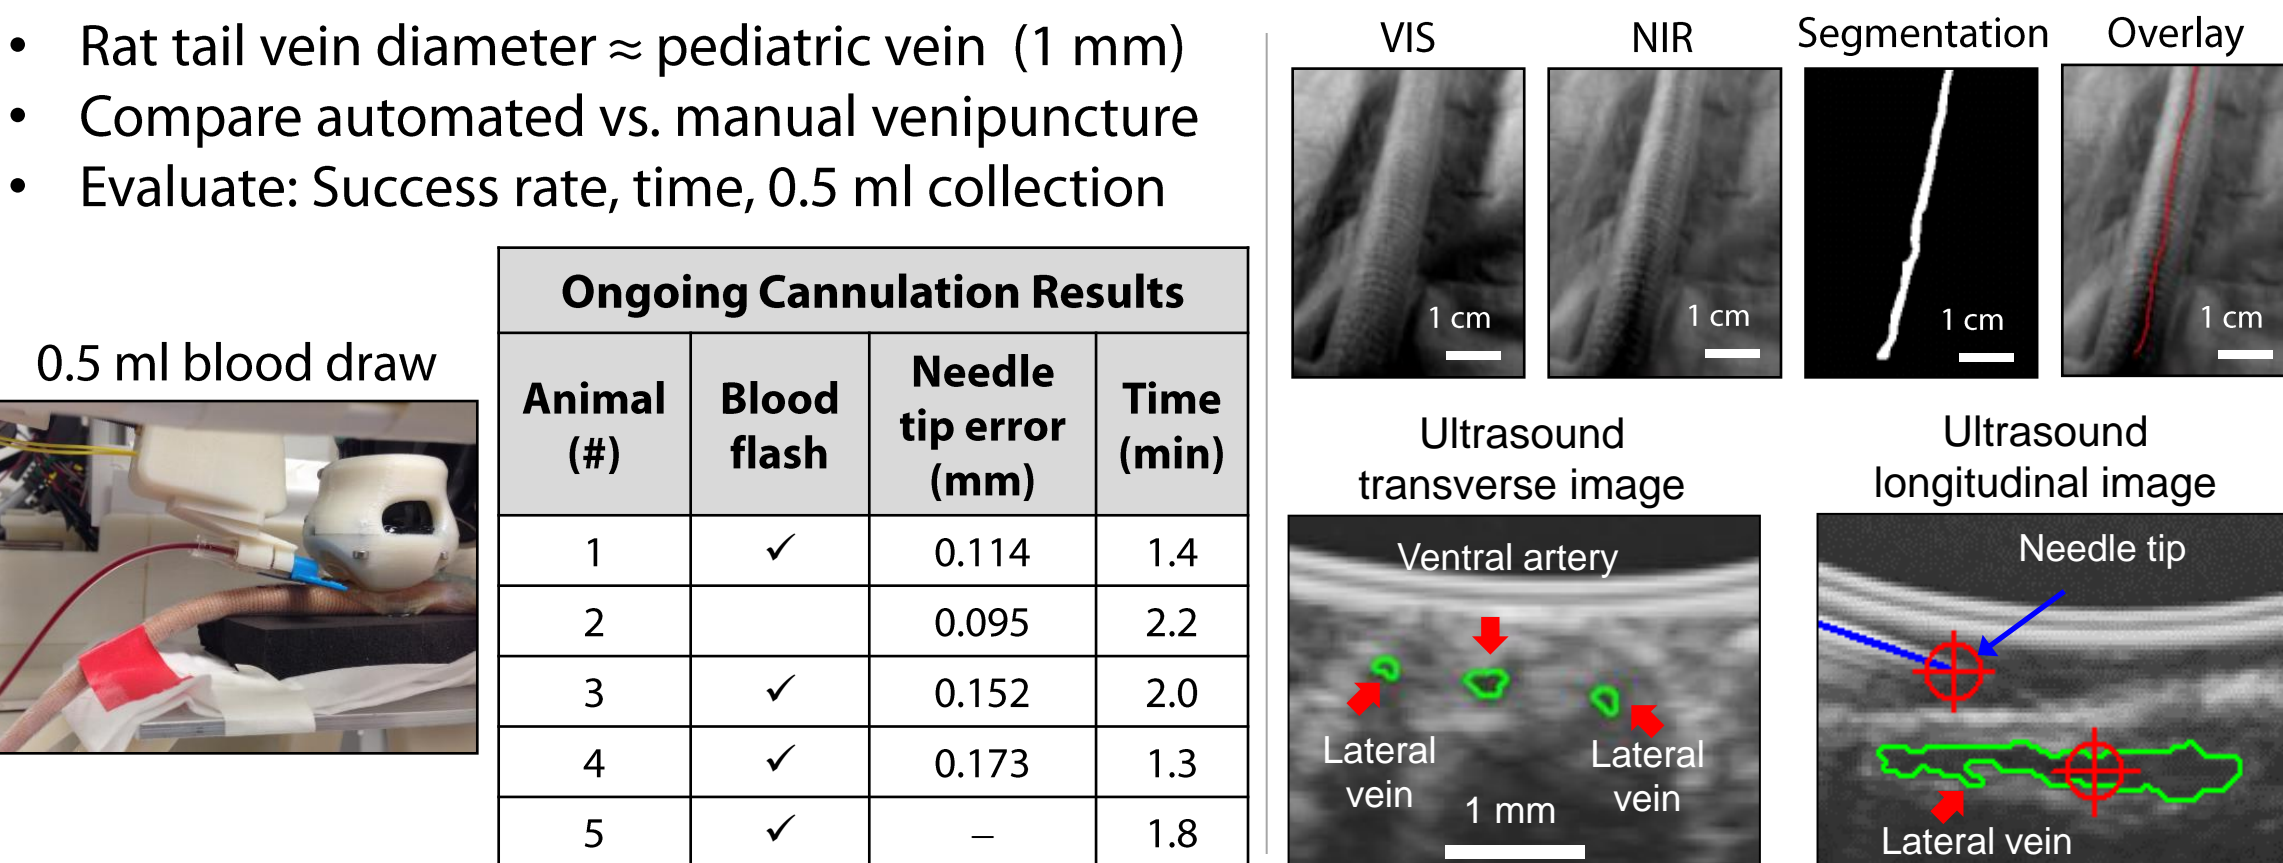 • Rat tail vein diameter ≈ pediatric vein (1 mm)
• Compare automated vs. manual venipuncture
• Evaluate: Success rate, time, 0.5 ml collection
0.5 ml blood draw
Ongoing Cannulation Results
Animal (#) Blood flash Needle tip error (mm) Time (min)
1 ✓ 0.114 1.4
2 0.095 2.2
3 ✓ 0.152 2.0
4 ✓ 0.173 1.3
5 ✓ – 1.8
VIS NIR Segmentation Overlay
1 cm 1 cm 1 cm 1 cm
Ultrasound
transverse image
Ventral artery
Lateral
vein
Lateral
vein
1 mm
Ultrasound
longitudinal image
Needle tip
Lateral vein